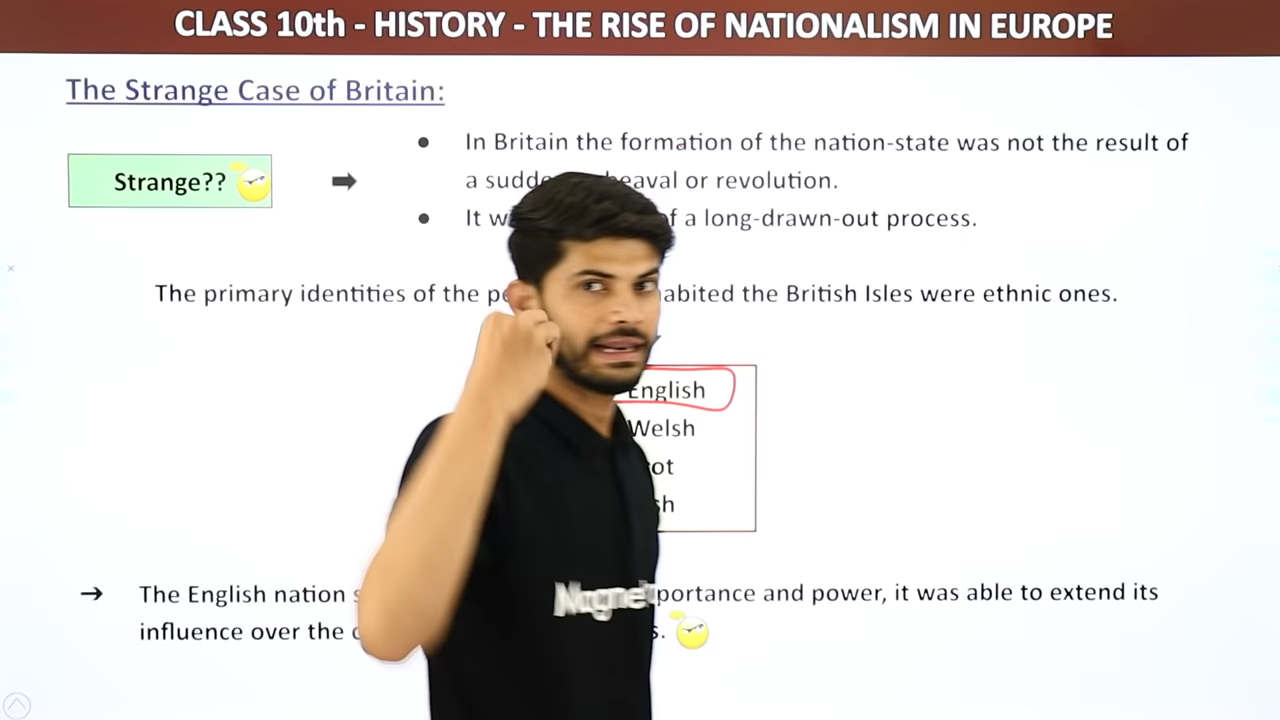 CLASS 10th - HISTORY - THE RISE OF NATIONALISM IN EUROPE
The Strange Case of Britain:
Strange??
● In Britain the formation of the nation-state was not the result of
a eaval or revolution.
● It of a long-drawn-out process.
The primary identities of the abited the British Isles were ethnic ones.
English
Welsh
ot
→ The English nation portance and power, it was able to extend its
influence over the
Magnet